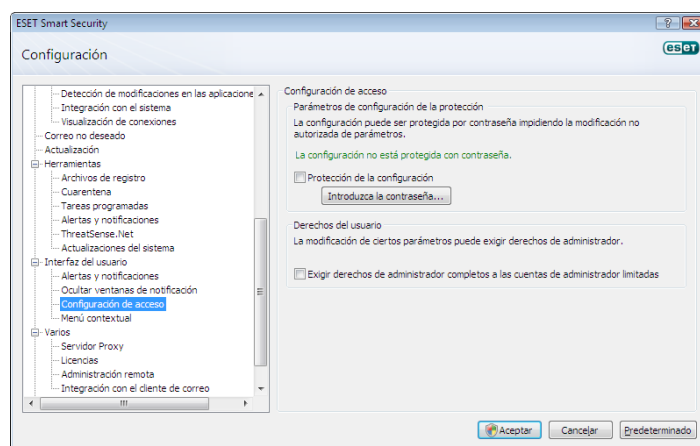 ESET Smart Security
Configuración
eseT
Detección de modificaciones en las aplicacione
Integración con el sistema
Visualización de conexiones
Correo no deseado
Actualización
Herramientas
Archivos de registro
Cuarentena
Tareas programadas
Alertas y notificaciones
ThreatSense.Net
Actualizaciones del sistema
Interfaz del usuario
Alertas y notificaciones
Ocultar ventanas de notificación
Configuración de acceso
Menú contextual
Varios
Servidor Proxy
Licencias
Administración remota
Integración con el cliente de correo
Configuración de acceso
Parámetros de configuración de la protección
La configuración puede ser protegida por contraseña impidiendo la modificación no
autorizada de parámetros.
La configuración no está protegida con contraseña.
Protección de la configuración
Introduzca la contraseña...
Derechos del usuario
La modificación de ciertos parámetros puede exigir derechos de administrador.
Exigir derechos de administrador completos a las cuentas de administrador limitadas
Aceptar
Cancelar
Predeterminado